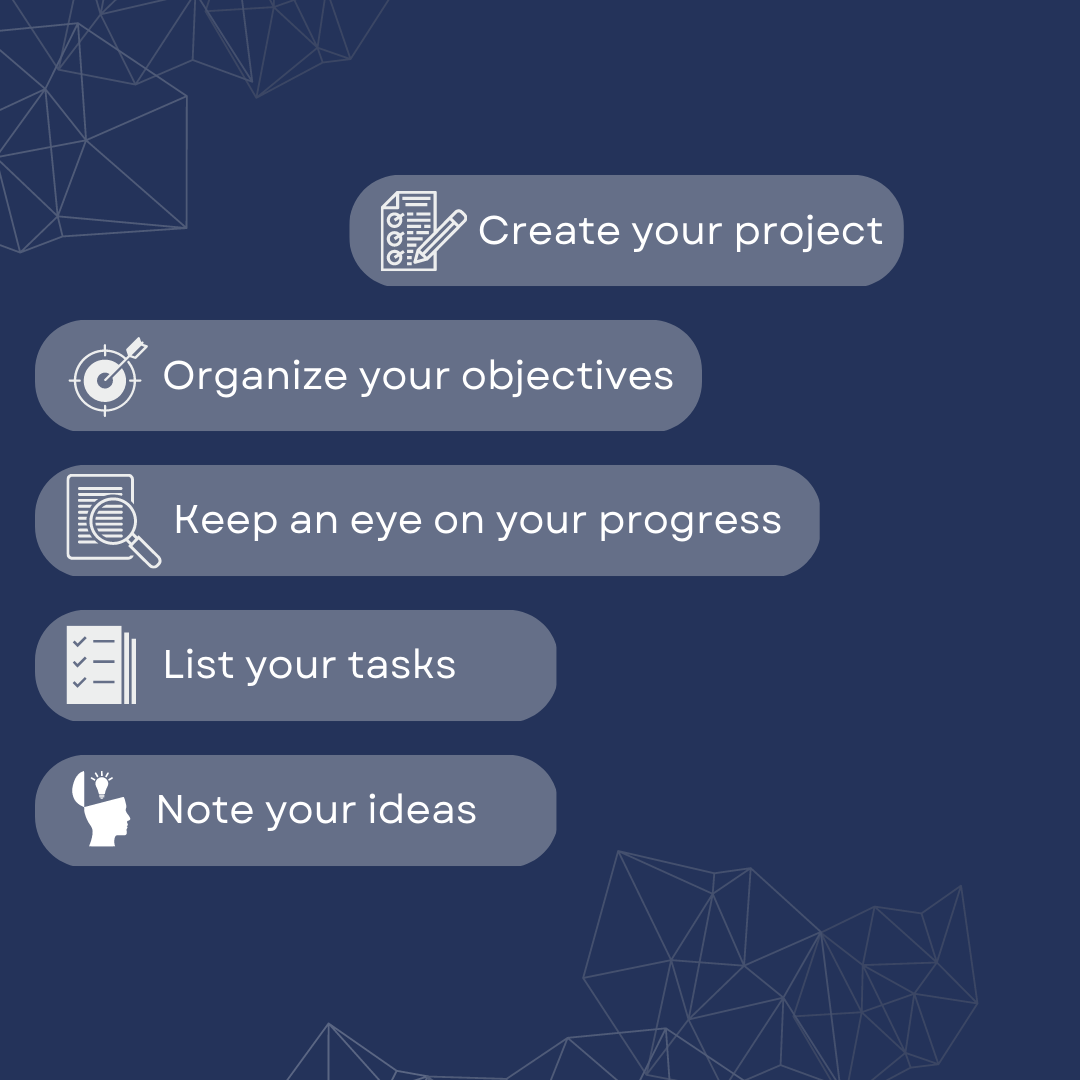 Create your project
Organize your objectives
Keep an eye on your progress
List your tasks
Note your ideas